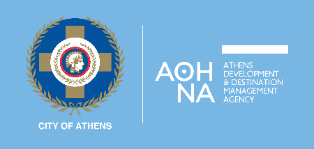 CITY OF ATHENS
ΑΘΗ
ΝΑ
ATHENS
DEVELOPMENT
& DESTINATION
MANAGEMENT
AGENCY